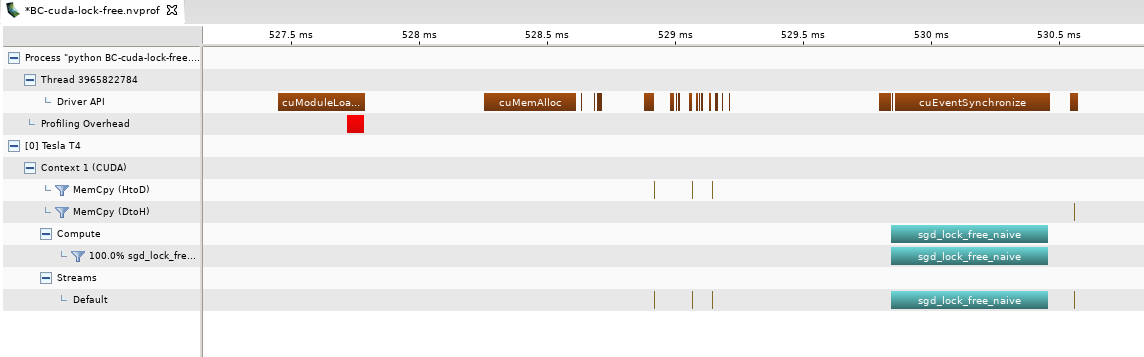 *BC-cuda-lock-free.nvprof
527.5 ms 528 ms 528.5 ms 529 ms 529.5 ms 530 ms 530.5 ms
Process "python BC-cuda-lock-free....
Thread 3965822784
Driver API cuModuleLoa... cuMemAlloc cuEventSynchronize
Profiling Overhead
[0] Tesla T4
Context 1 (CUDA)
MemCpy (HtoD)
MemCpy (DtoH)
Compute sgd_lock_free_naive
100.0% sgd_lock_fre... sgd_lock_free_naive
Streams
Default sgd_lock_free_naive